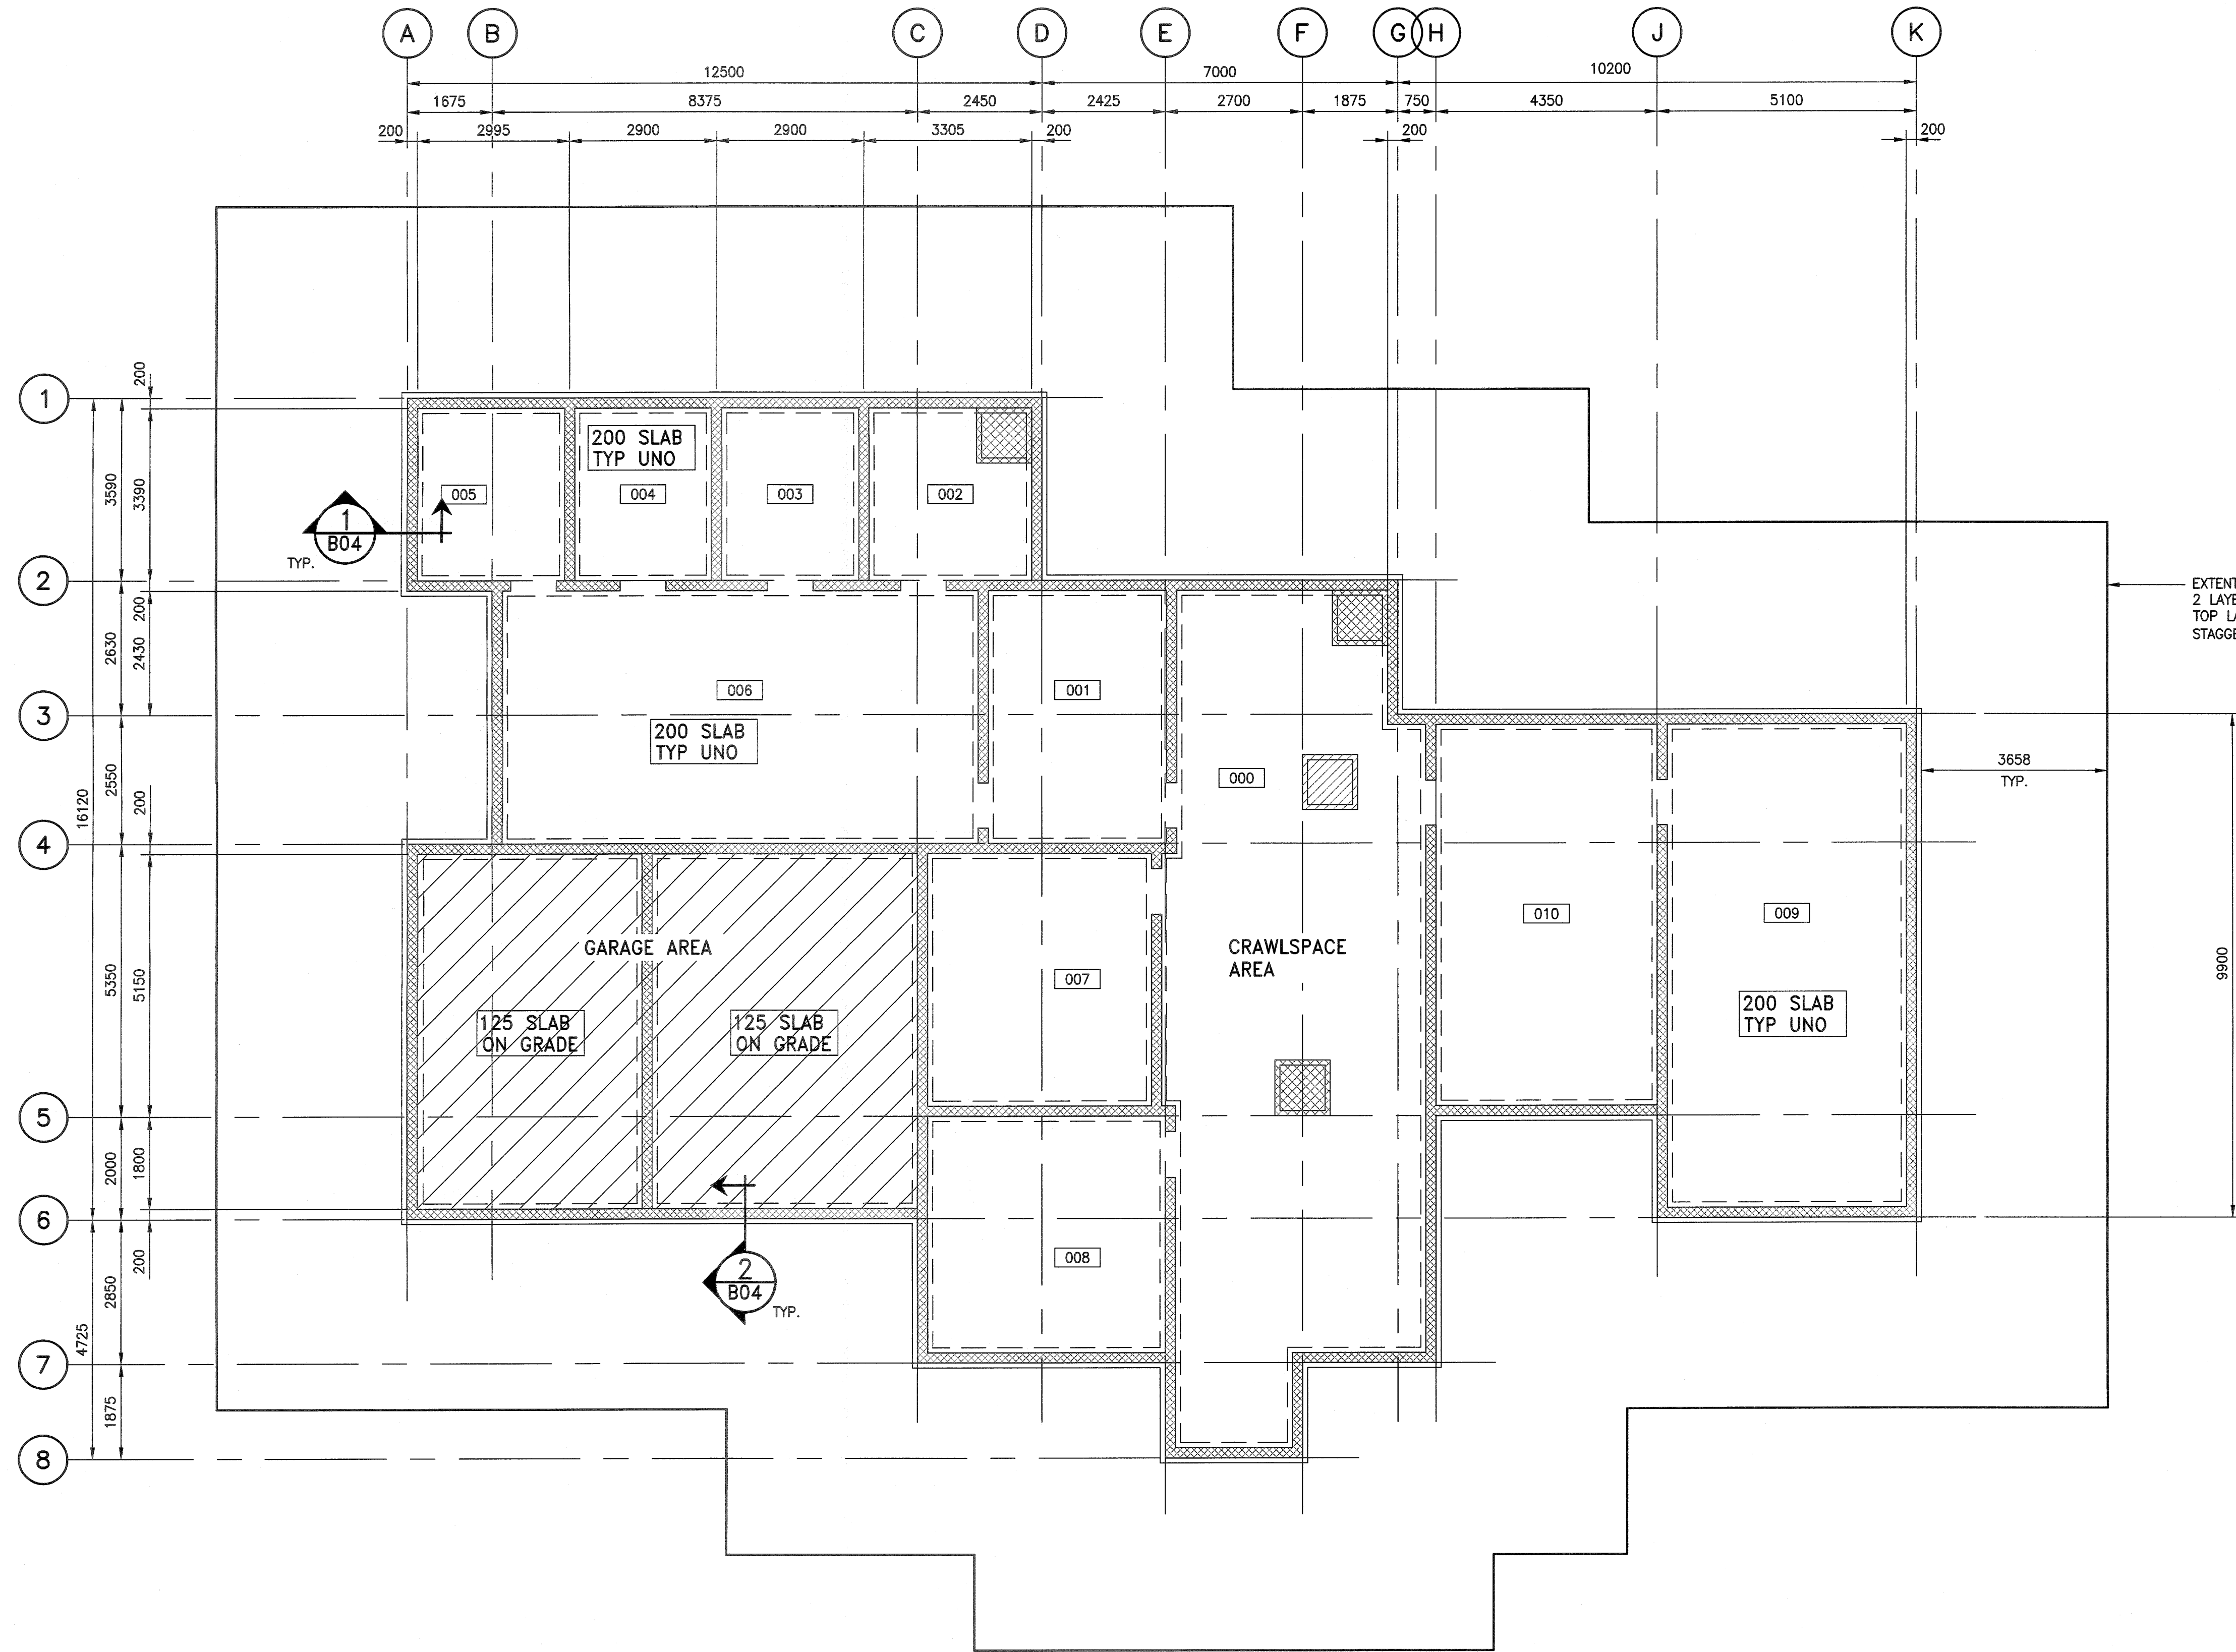 A B C D E F G H J K
12500 7000 10200
1675 8375 2450 2425 2700 1875 750 4350 5100
200 2995 2900 2900 3305 200 200 200
1
2
3
4
5
6
7
8
200
3590
3390
200
2630
2430
2550
16120
200
5350
5150
2000
1800
200
2850
4725
1875
1
B04
TYP.
005
200 SLAB
TYP UNO
004
003
002
006
200 SLAB
TYP UNO
001
000
GARAGE AREA
125 SLAB
ON GRADE
125 SLAB
ON GRADE
007
CRAWLSPACE
AREA
010
009
200 SLAB
TYP UNO
008
2
B04
TYP.
3658
TYP.
9900
EXTENT
2 LAYE
TOP LA
STAGGE